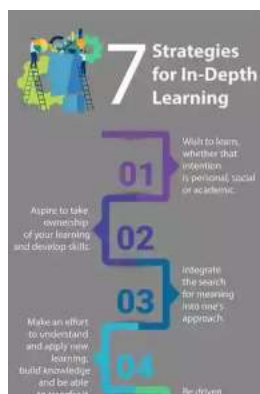 7
Strategies
for In-Depth
Learning
01
Wish to learn,
whether that
intention
is personal, social
or academic.
02
Aspire to take
ownership
of your learning
and develop skills.
03
Integrate
the search
for meaning
into one's
approach.
04
Make an effort
to understand
and apply new
learning,
build knowledge
and be able
Be driven